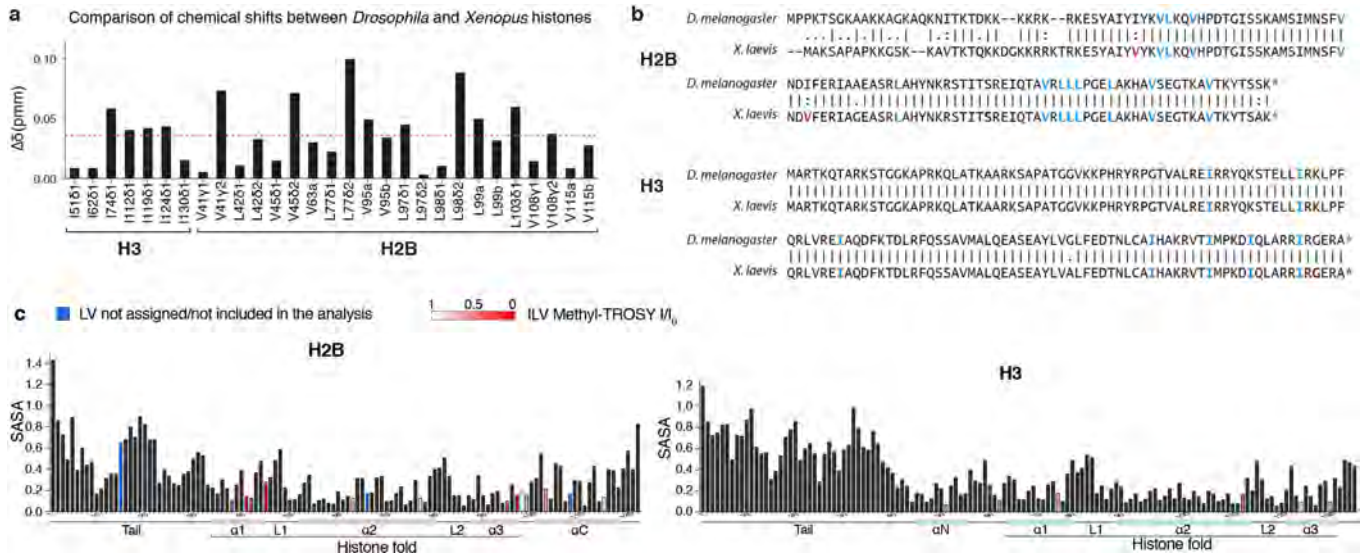 a
Comparison of chemical shifts between Drosophila and Xenopus histones
Δδ(pmm)
0.10
0.05
0.00
I51δ1
I62δ1
I74δ1
I112δ1
I119δ1
I124δ1
I130δ1
V41γ1
V41γ2
L42δ1
L42δ2
V45δ1
V45δ2
V63a
L77δ1
L77δ2
V95a
V95b
L97δ1
L97δ2
L98δ1
L98δ2
L99a
L99b
L103δ1
V108γ1
V108γ2
V115a
V115b
H3
H2B
b
D. melanogaster MPPKTSGKAAKKAGKAQKNITKTDKK--KKRK--RKESYAIYIYKVLKQVHPDTGISSKAMSIMNSFV
H2B
X. laevis --MAKSAPAPKKGSK--KAVTKTQKKDGKKRRKTRKESYAIYVYKVLKQVHPDTGISSKAMSIMNSFV
D. melanogaster NDIFERIAAEASRLAHYNKRSTITSREIQTAVRLLLPGELAKHAVSEGTKAVTKYTSSK*
X. laevis NDVFERIAGEASRLAHYNKRSTITSREIQTAVRLLLPGELAKHAVSEGTKAVTKYTSAK*
H3
D. melanogaster MARTKQTARKSTGGKAPRKQLATKAARKSAPATGGVKKPHRYRPGTVALREIRRYQKSTELLIRKLPF
X. laevis MARTKQTARKSTGGKAPRKQLATKAARKSAPATGGVKKPHRYRPGTVALREIRRYQKSTELLIRKLPF
D. melanogaster QRLVREIAQDFKTDLRFQSSAVMALQEASEAYLVGLFEDTNLCAIHAKRVTIMPKDIQLARRIRGERA*
X. laevis QRLVREIAQDFKTDLRFQSSAVMALQEASEAYLVALFEDTNLCAIHAKRVTIMPKDIQLARRIRGERA*
c
LV not assigned/not included in the analysis
1 0.5 0
ILV Methyl-TROSY I/I₀
H2B
SASA
1.4
1.2
1.0
0.8
0.6
0.4
0.2
0.0
Tail α1 L1 α2 L2 α3 αC
Histone fold
H3
SASA
1.2
1.0
0.8
0.6
0.4
0.2
0.0
Tail αN α1 L1 α2 L2 α3
Histone fold